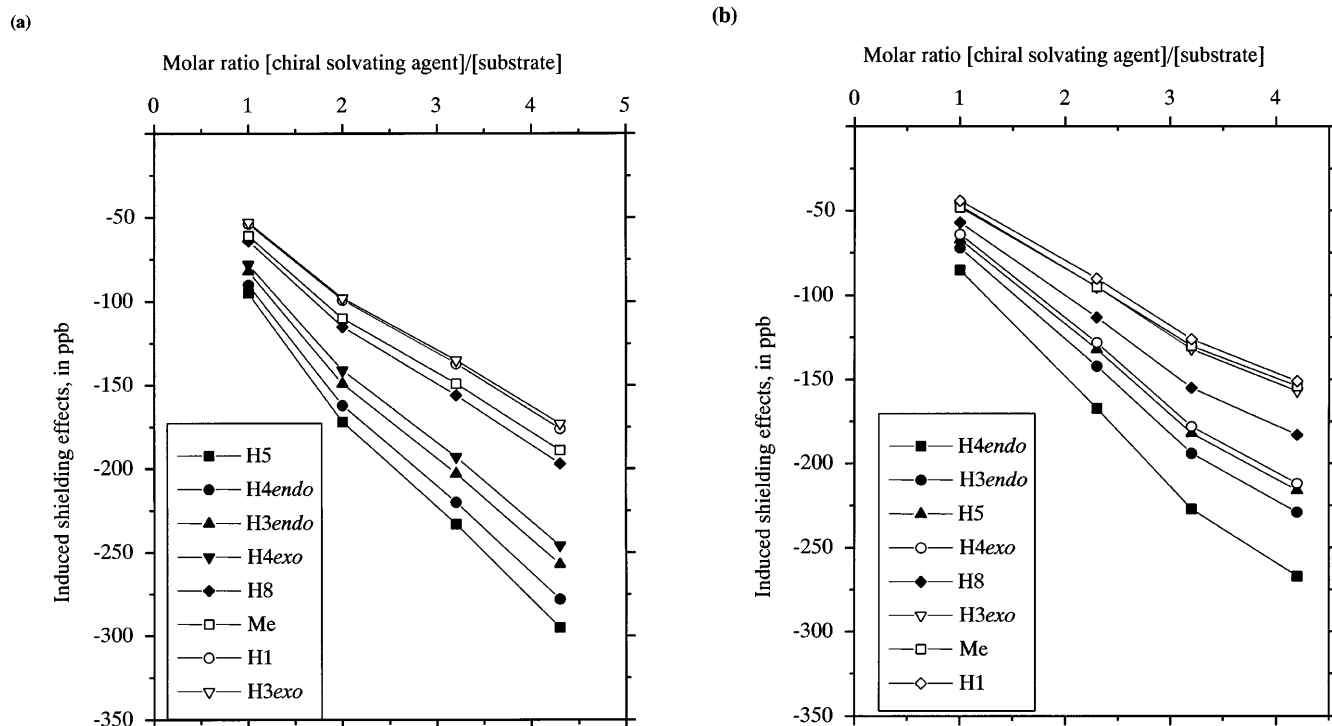 (a)
Molar ratio [chiral solvating agent]/[substrate]
0 1 2 3 4 5
-50
-100
-150
-200
-250
-300
-350
Induced shielding effects, in ppb
H5
H4endo
H3endo
H4exo
H8
Me
H1
H3exo
(b)
Molar ratio [chiral solvating agent]/[substrate]
0 1 2 3 4
-50
-100
-150
-200
-250
-300
-350
Induced shielding effects, in ppb
H4endo
H3endo
H5
H4exo
H8
H3exo
Me
H1